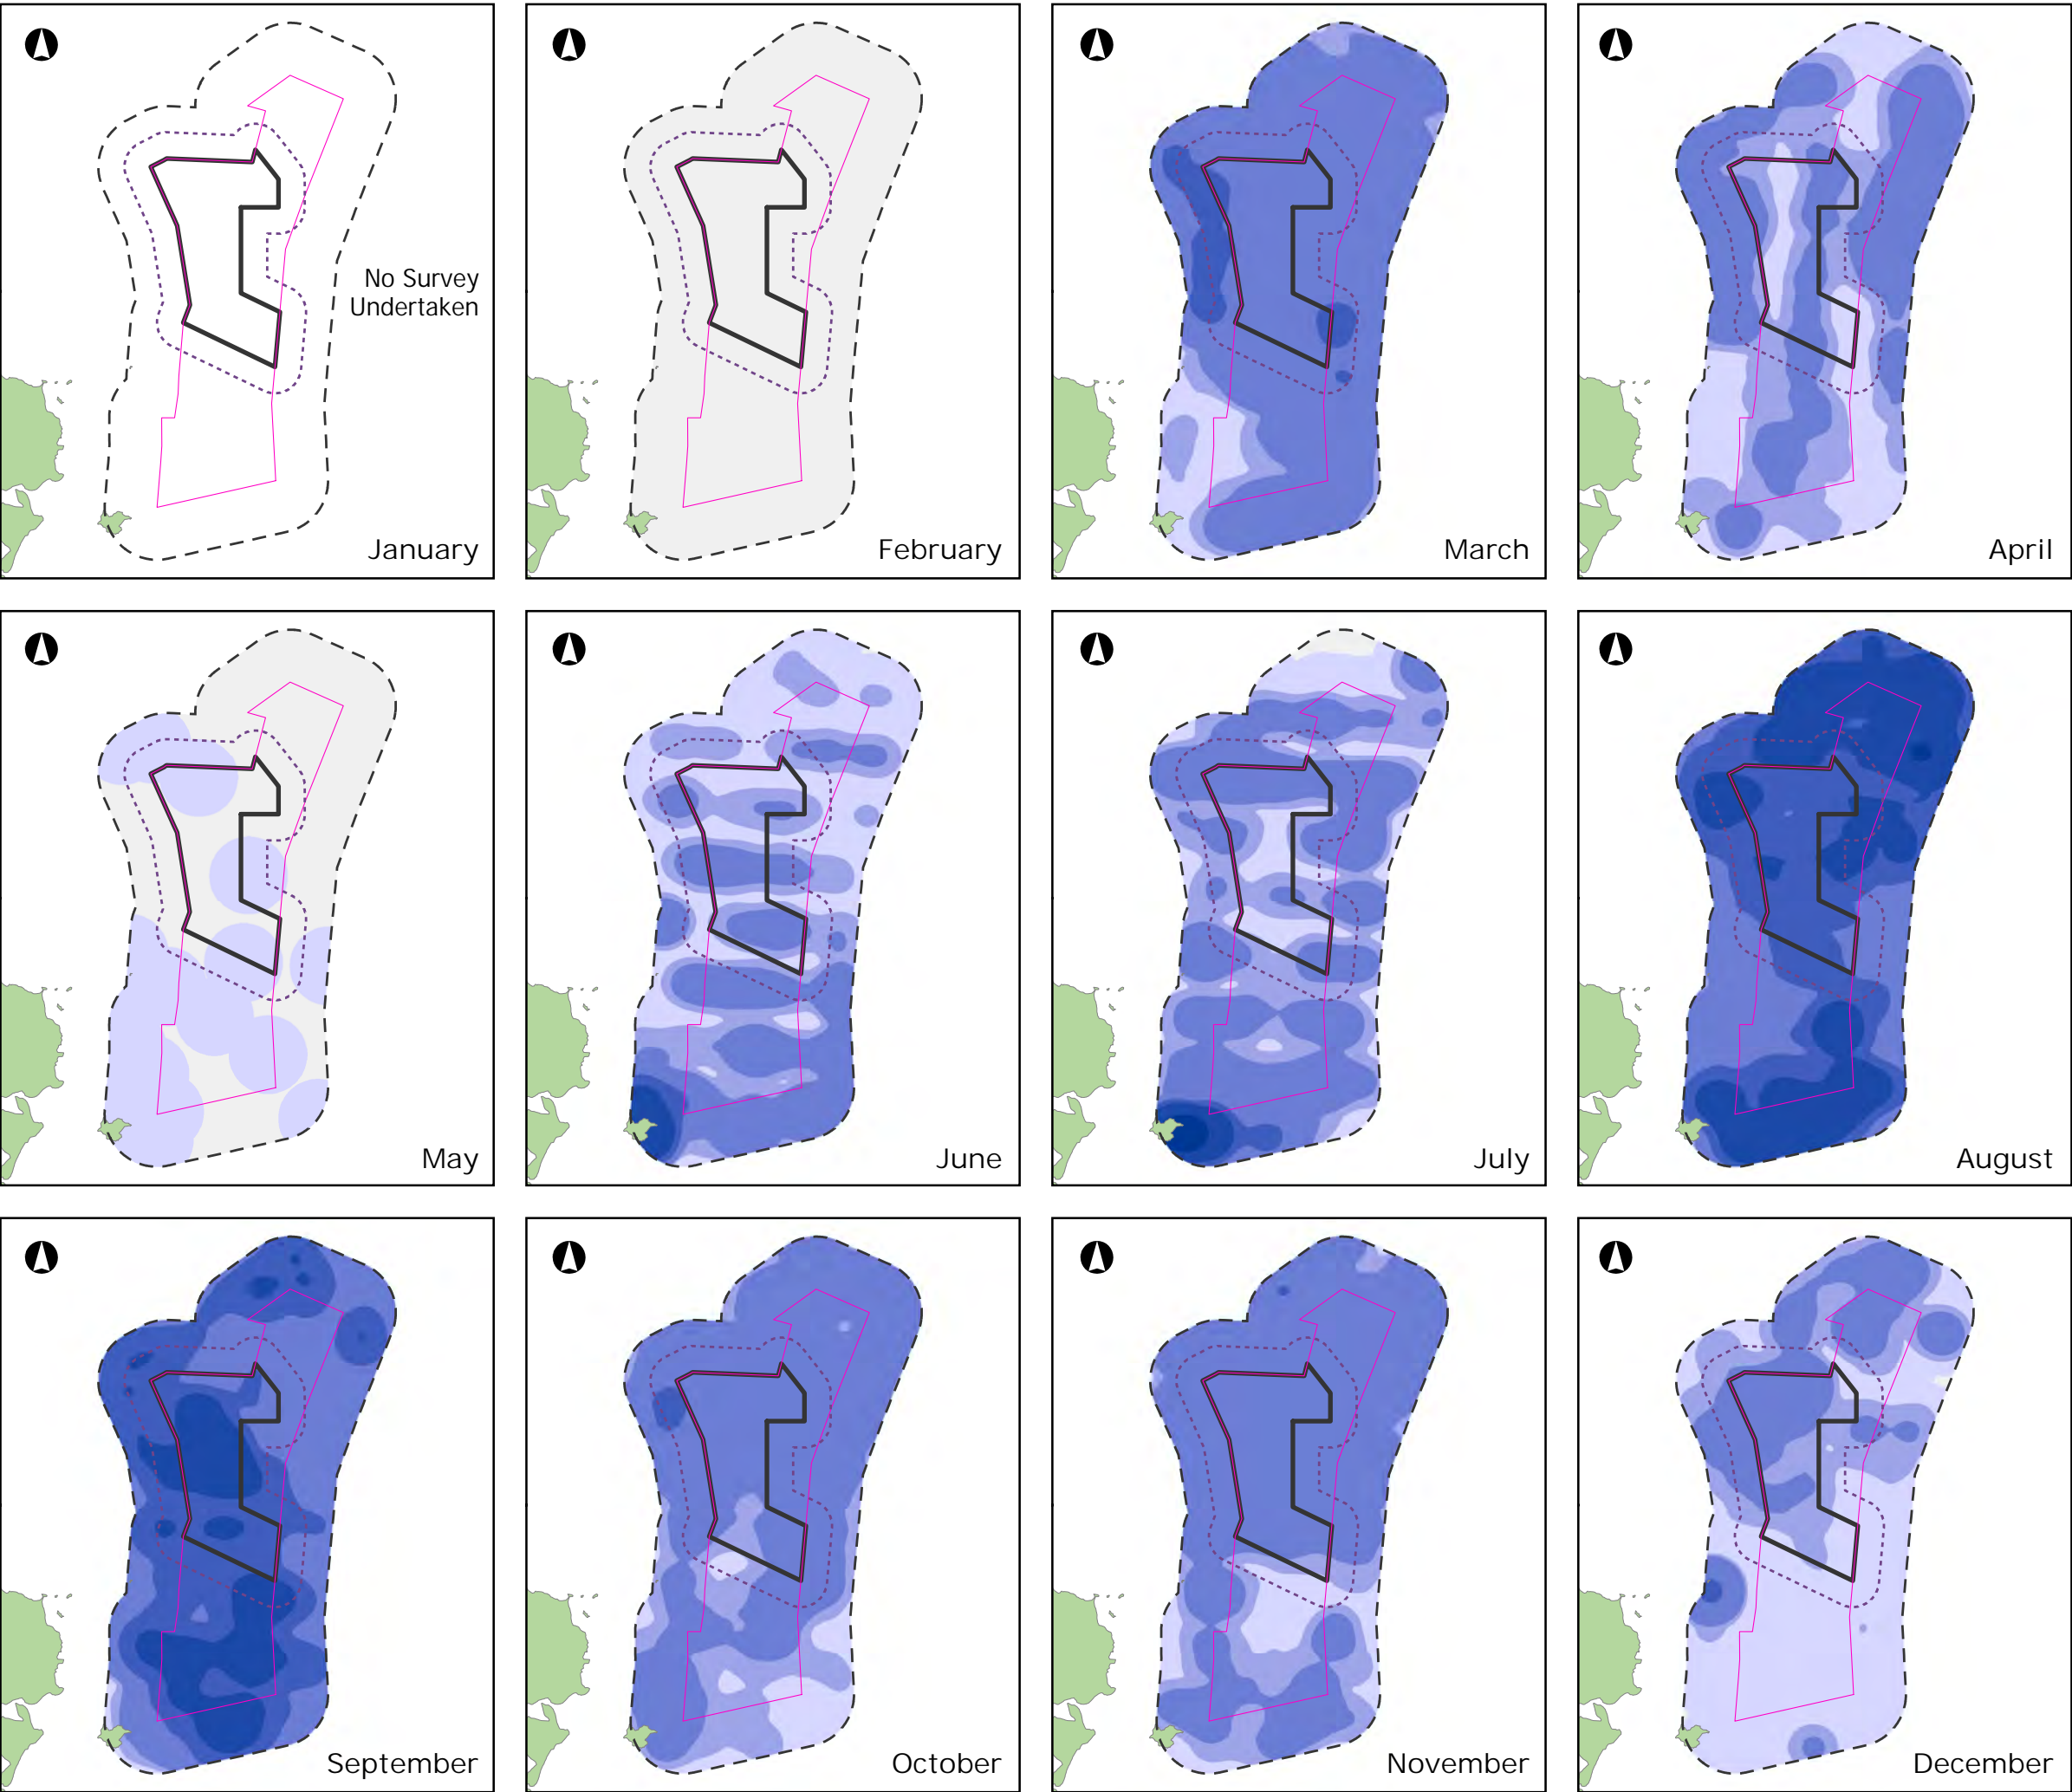 No Survey
Undertaken
January
February
March
April
May
June
July
August
September
October
November
December